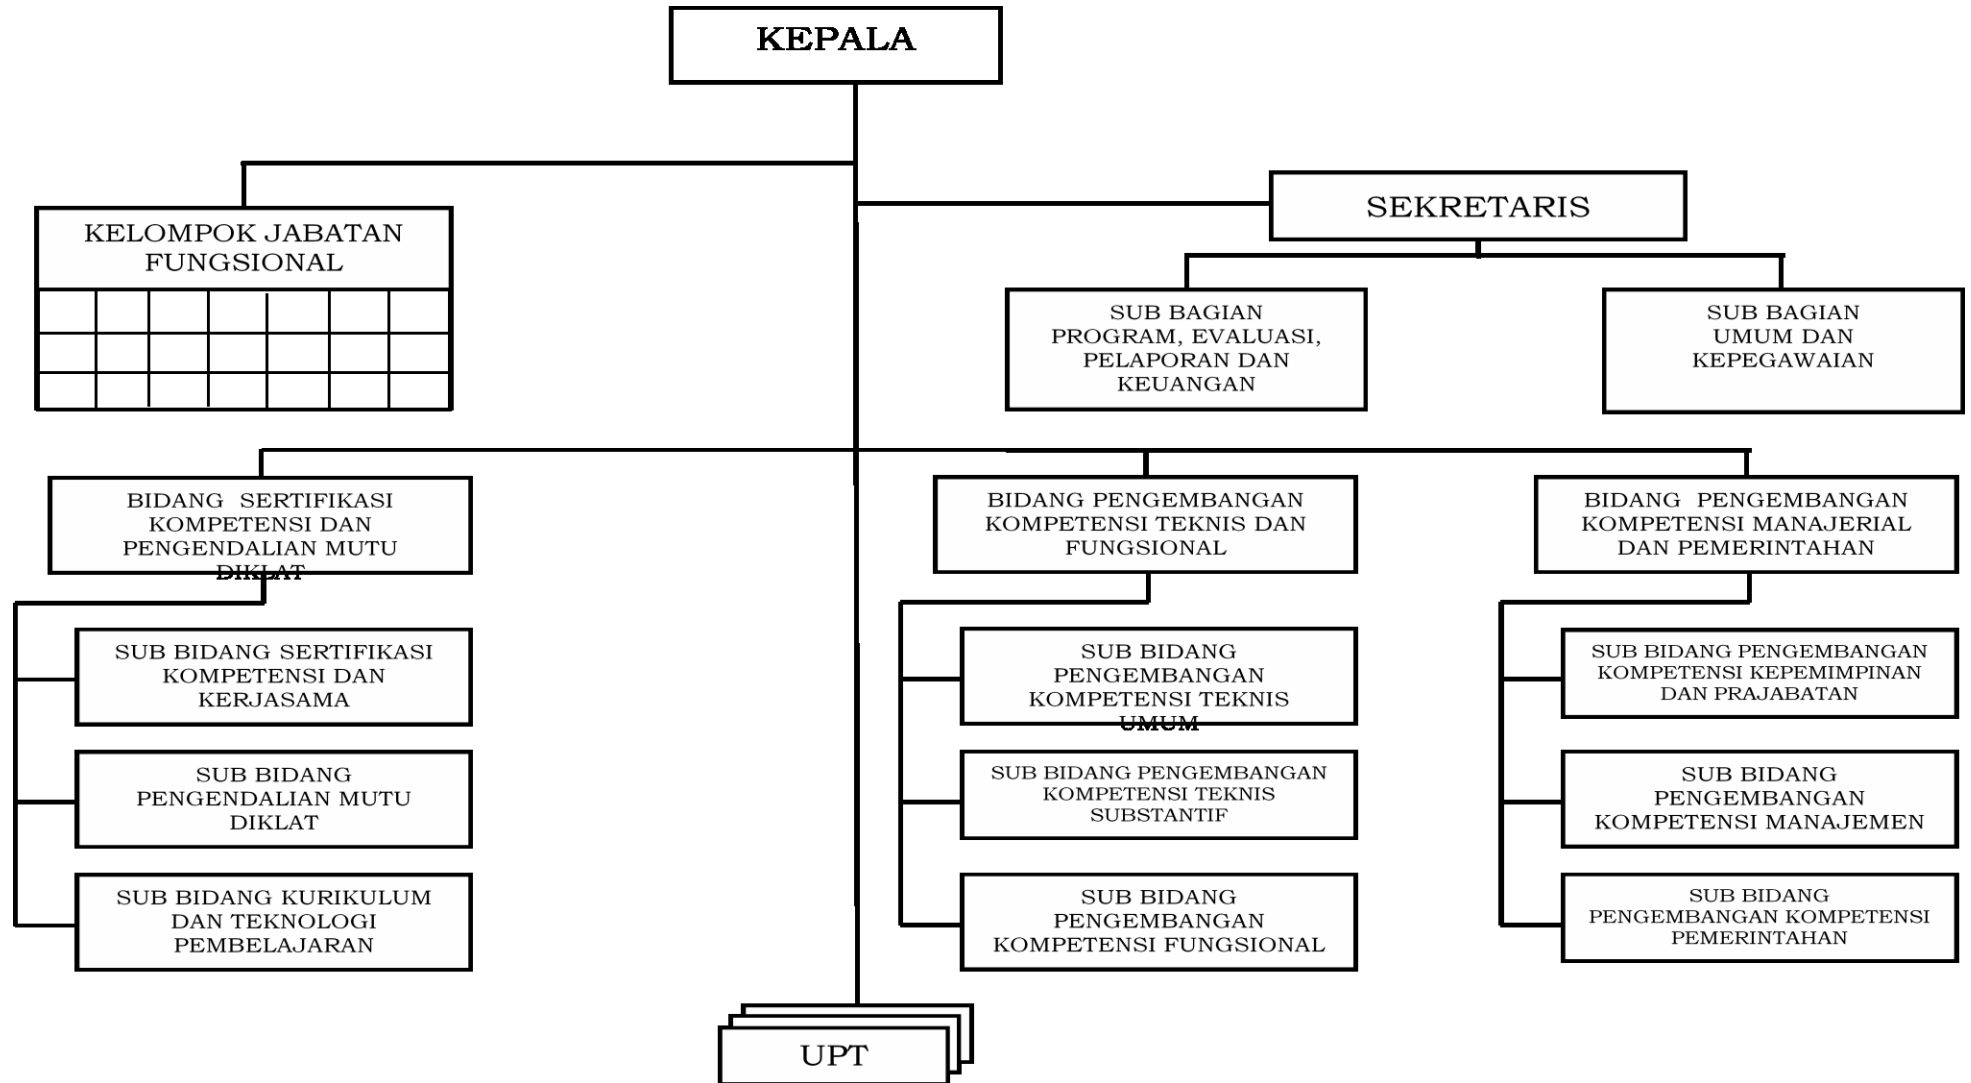 KEPALA
SEKRETARIS
KELOMPOK JABATAN
FUNGSIONAL
SUB BAGIAN
PROGRAM, EVALUASI,
PELAPORAN DAN
KEUANGAN
SUB BAGIAN
UMUM DAN
KEPEGAWAIAN
BIDANG SERTIFIKASI
KOMPETENSI DAN
PENGENDALIAN MUTU
DIKLAT
BIDANG PENGEMBANGAN
KOMPETENSI TEKNIS DAN
FUNGSIONAL
BIDANG PENGEMBANGAN
KOMPETENSI MANAJERIAL
DAN PEMERINTAHAN
SUB BIDANG SERTIFIKASI
KOMPETENSI DAN
KERJASAMA
SUB BIDANG
PENGEMBANGAN
KOMPETENSI TEKNIS
UMUM
SUB BIDANG PENGEMBANGAN
KOMPETENSI KEPEMIMPINAN
DAN PRAJABATAN
SUB BIDANG
PENGENDALIAN MUTU
DIKLAT
SUB BIDANG PENGEMBANGAN
KOMPETENSI TEKNIS
SUBSTANTIF
SUB BIDANG
PENGEMBANGAN
KOMPETENSI MANAJEMEN
SUB BIDANG KURIKULUM
DAN TEKNOLOGI
PEMBELAJARAN
SUB BIDANG
PENGEMBANGAN
KOMPETENSI FUNGSIONAL
SUB BIDANG
PENGEMBANGAN KOMPETENSI
PEMERINTAHAN
UPT